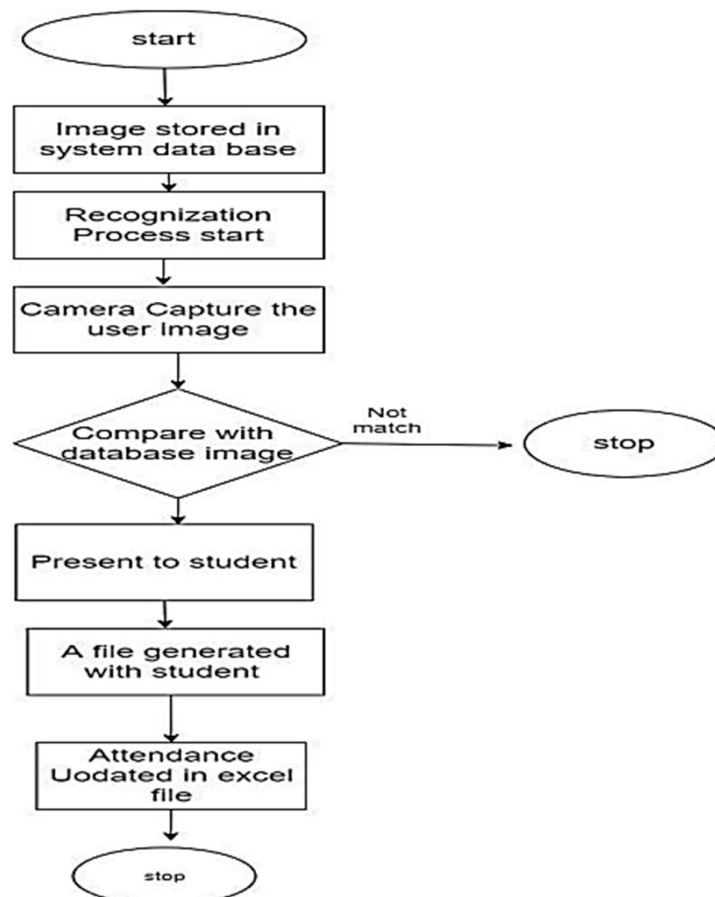 start
Image stored in
system data base
Recognization
Process start
Camera Capture the
user image
Compare with
database image
Not
match
stop
Present to student
A file generated
with student
Attendance
Uodated in excel
file
stop